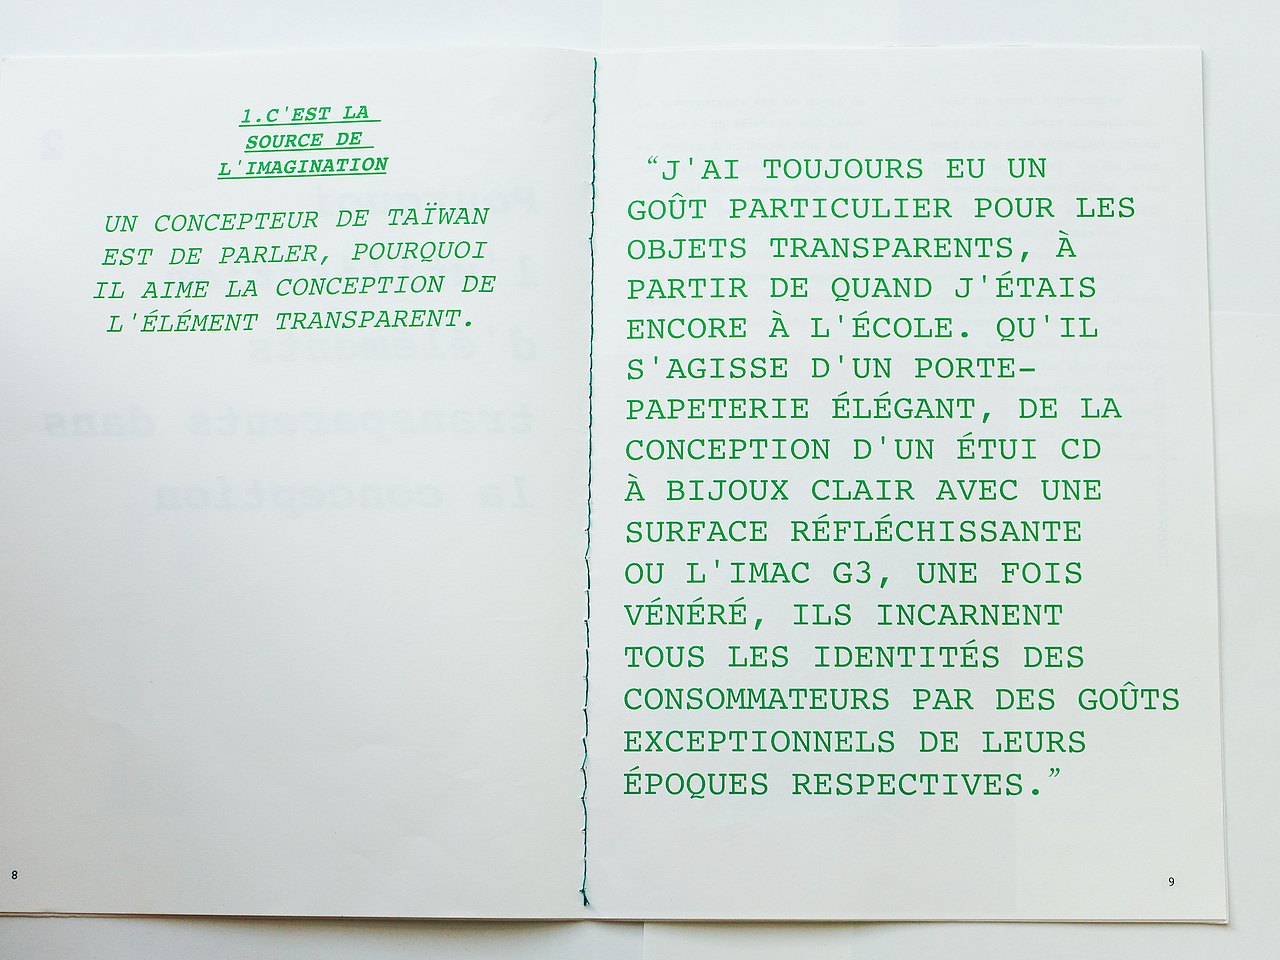 1.C'EST LA
SOURCE DE
L'IMAGINATION
UN CONCEPTEUR DE TAÏWAN
EST DE PARLER, POURQUOI
IL AIME LA CONCEPTION DE
L'ÉLÉMENT TRANSPARENT.
8
“J'AI TOUJOURS EU UN
GOÛT PARTICULIER POUR LES
OBJETS TRANSPARENTS, À
PARTIR DE QUAND J'ÉTAIS
ENCORE À L'ÉCOLE. QU'IL
S'AGISSE D'UN PORTE–
PAPETERIE ÉLÉGANT, DE LA
CONCEPTION D'UN ÉTUI CD
À BIJOUX CLAIR AVEC UNE
SURFACE RÉFLÉCHISSANTE
OU L'IMAC G3, UNE FOIS
VÉNÉRÉ, ILS INCARNENT
TOUS LES IDENTITÉS DES
CONSOMMATEURS PAR DES GOÛTS
EXCEPTIONNELS DE LEURS
ÉPOQUES RESPECTIVES.”
9